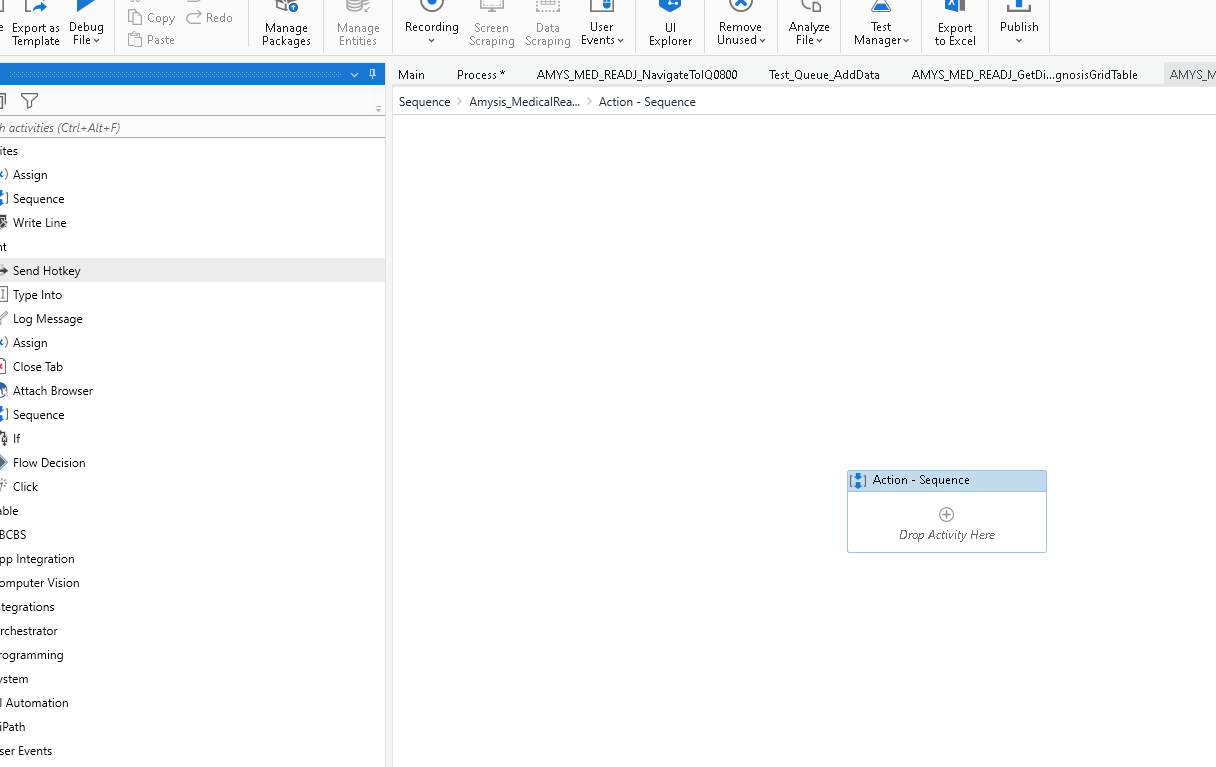 Export as Template
Debug File
Copy
Redo
Paste
Manage Packages
Manage Entities
Recording
Screen Scraping
Data Scraping
User Events
UI Explorer
Remove Unused
Analyze File
Test Manager
Export to Excel
Publish
Main
Process *
AMYS_MED_READJ_NavigateToIQ0800
Test_Queue_AddData
AMYS_MED_READJ_GetDi...gnosisGridTable
AMYS_M
Sequence
Amysis_MedicalRea...
Action - Sequence
h activities (Ctrl+Alt+F)
ites
Assign
Sequence
Write Line
nt
Send Hotkey
Type Into
Log Message
Assign
Close Tab
Attach Browser
Sequence
If
Flow Decision
Click
able
BCBS
pp Integration
omputer Vision
ntegrations
rchestrator
rogramming
ystem
I Automation
iPath
ser Events
Action - Sequence
Drop Activity Here